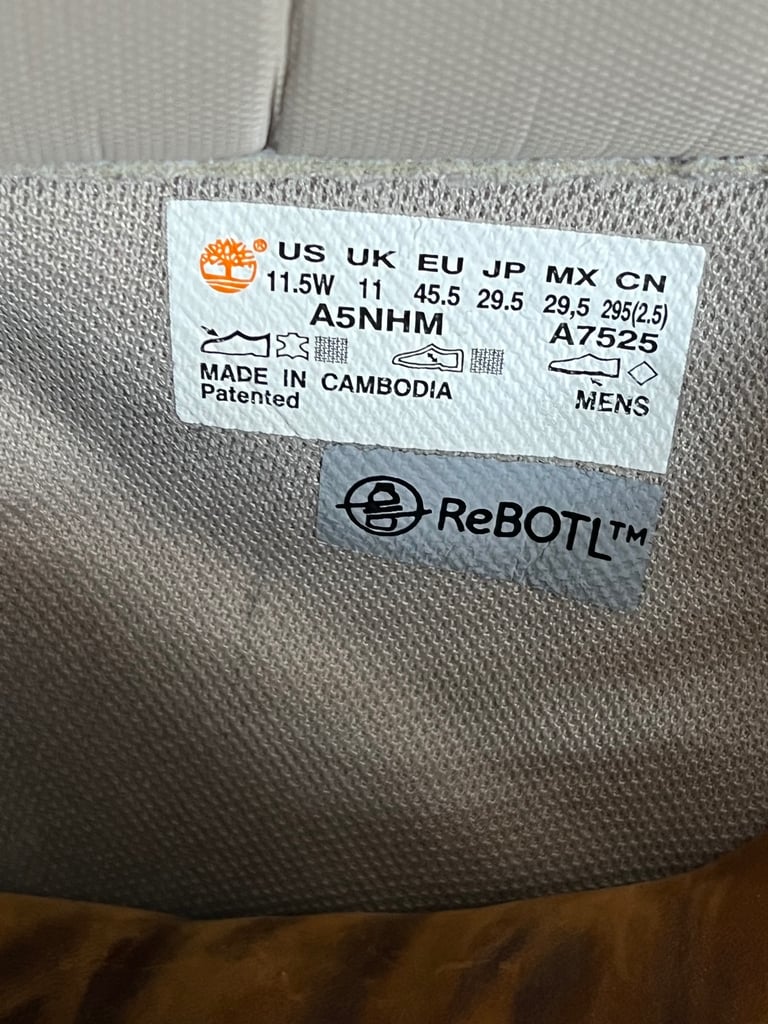 ® US UK EU JP MX CN
11.5W 11 45.5 29.5 29,5 295(2.5)
A5NHM A7525
MADE IN CAMBODIA
Patented MENS
ReBOTL™